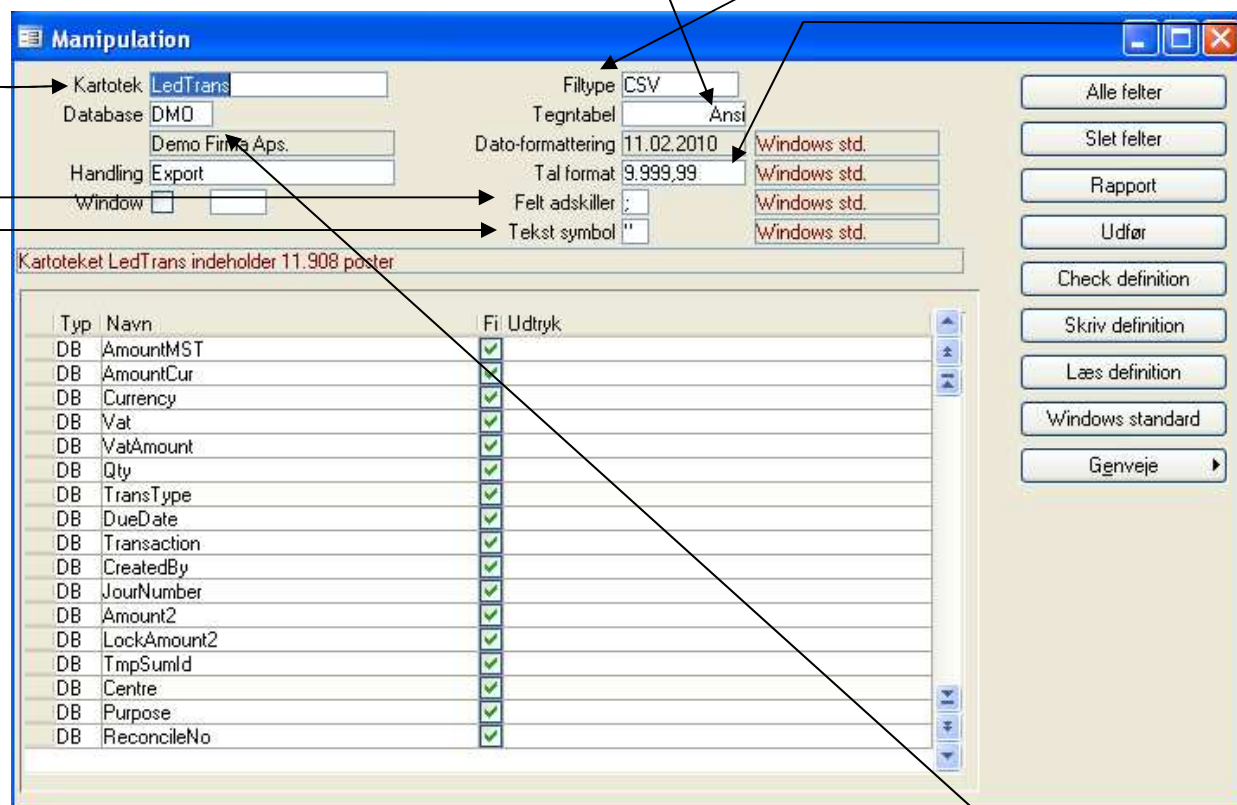 Manipulation
Kartotek LedTrans
Database DMO
Demo Firma Aps.
Handling Export
Window
Filtype CSV
Tegntabel Ansi
Dato-formattering 11.02.2010 Windows std.
Tal format 9.999,99 Windows std.
Felt adskiller ; Windows std.
Tekst symbol " Windows std.
Kartoteket LedTrans indeholder 11.908 poster
Typ Navn Fi Udtryk
DB AmountMST
DB AmountCur
DB Currency
DB Vat
DB VatAmount
DB Qty
DB TransType
DB DueDate
DB Transaction
DB CreatedBy
DB JourNumber
DB Amount2
DB LockAmount2
DB TmpSumId
DB Centre
DB Purpose
DB ReconcileNo
Alle felter
Slet felter
Rapport
Udfør
Check definition
Skriv definition
Læs definition
Windows standard
Genveje